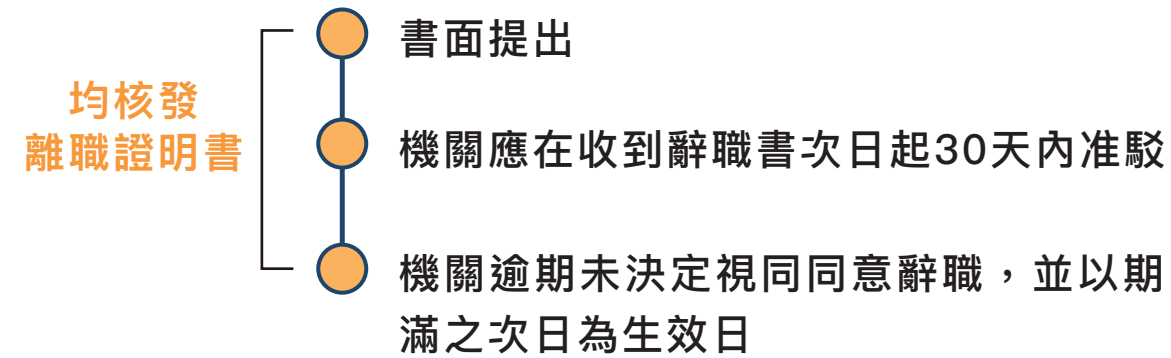 均核發
離職證明書
書面提出
機關應在收到辭職書次日起30天內准駁
機關逾期未決定視同同意辭職，並以期
滿之次日為生效日